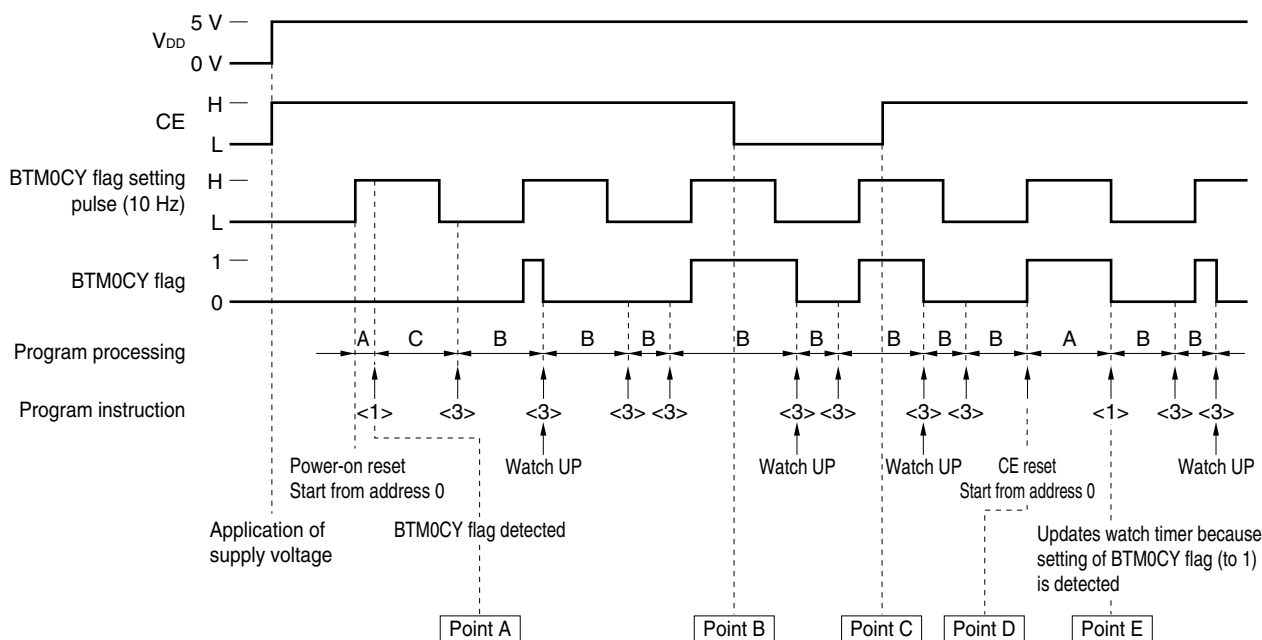 5 V
VDD
0 V
H
CE
L
BTM0CY flag setting
pulse (10 Hz)
H
L
BTM0CY flag
1
0
Program processing
A C B B B B B B B B A B B
Program instruction
<1> <3> <3> <3> <3> <3> <3> <3> <3> <1> <3> <3>
Power-on reset
Start from address 0
Watch UP
Watch UP
Watch UP
CE reset
Start from address 0
Watch UP
Application of
supply voltage
BTM0CY flag detected
Updates watch timer because
setting of BTM0CY flag (to 1)
is detected
Point A
Point B
Point C
Point D
Point E